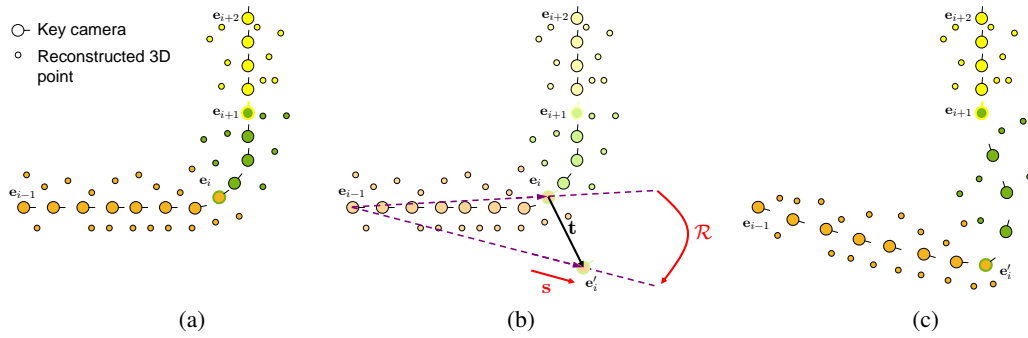 Key camera
Reconstructed 3D
point
e_{i+2}
e_{i+1}
e_i
e_{i−1}
(a)
e_{i+2}
e_{i+1}
e_i
e_{i−1}
t
R
s
e'_i
(b)
e_{i+2}
e_{i+1}
e_{i−1}
e'_i
(c)